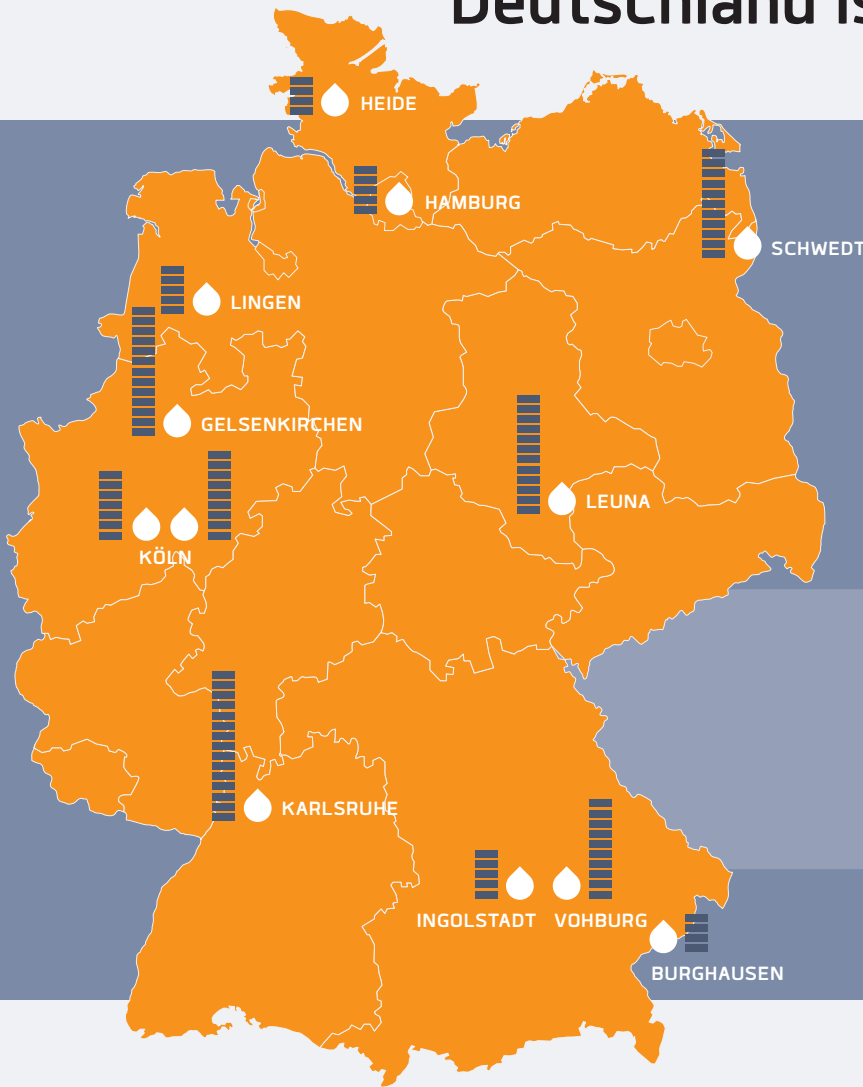 Deutschland is
HEIDE
HAMBURG
SCHWEDT
LINGEN
GELSENKIRCHEN
LEUNA
KÖLN
KARLSRUHE
INGOLSTADT
VOHBURG
BURGHAUSEN